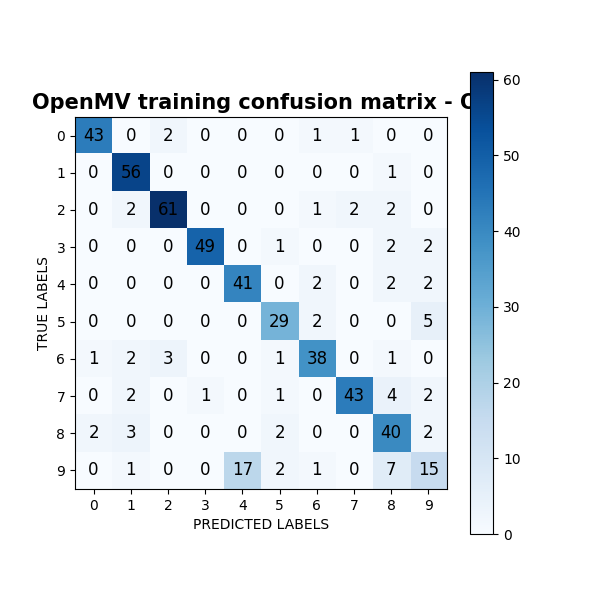 OpenMV training confusion matrix -
60
50
40
30
20
10
0
TRUE LABELS
0 43 0 2 0 0 0 1 1 0 0
1 0 56 0 0 0 0 0 0 1 0
2 0 2 61 0 0 0 1 2 2 0
3 0 0 0 49 0 1 0 0 2 2
4 0 0 0 0 41 0 2 0 2 2
5 0 0 0 0 0 29 2 0 0 5
6 1 2 3 0 0 1 38 0 1 0
7 0 2 0 1 0 1 0 43 4 2
8 2 3 0 0 0 2 0 0 40 2
9 0 1 0 0 17 2 1 0 7 15
0 1 2 3 4 5 6 7 8 9
PREDICTED LABELS